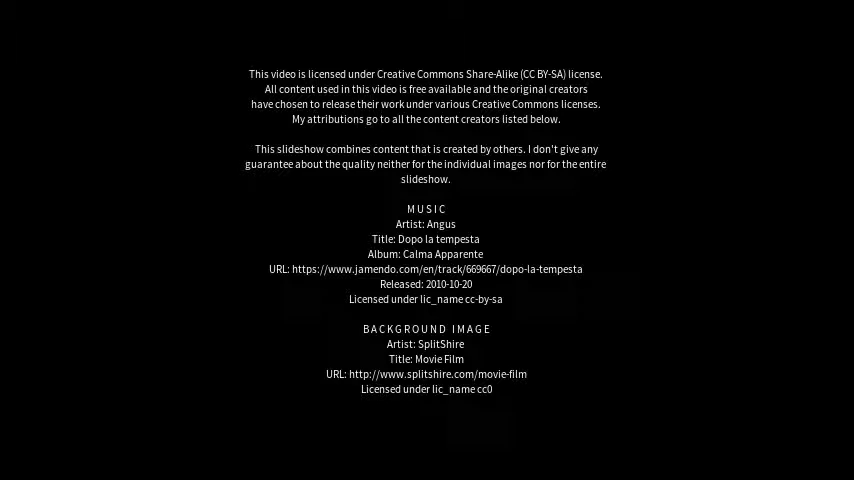 This video is licensed under Creative Commons Share-Alike (CC BY-SA) license.
All content used in this video is free available and the original creators
have chosen to release their work under various Creative Commons licenses.
My attributions go to all the content creators listed below.
This slideshow combines content that is created by others. I don't give any
guarantee about the quality neither for the individual images nor for the entire
slideshow.
MUSIC
Artist: Angus
Title: Dopo la tempesta
Album: Calma Apparente
URL: https://www.jamendo.com/en/track/669667/dopo-la-tempesta
Released: 2010-10-20
Licensed under lic_name cc-by-sa
BACKGROUND IMAGE
Artist: SplitShire
Title: Movie Film
URL: http://www.splitshire.com/movie-film
Licensed under lic_name cc0